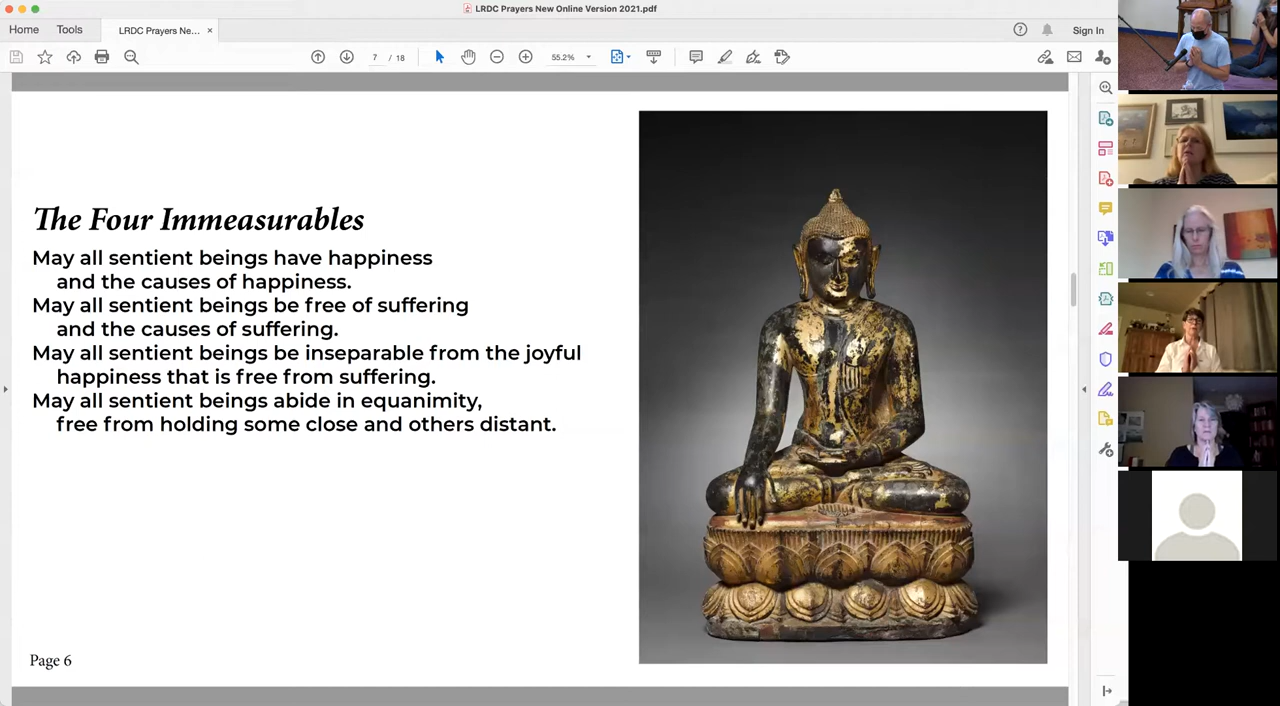 LRDC Prayers New Online Version 2021.pdf
Home Tools LRDC Prayers Ne... × Sign In
7 / 18 55.2%
The Four Immeasurables
May all sentient beings have happiness
and the causes of happiness.
May all sentient beings be free of suffering
and the causes of suffering.
May all sentient beings be inseparable from the joyful
happiness that is free from suffering.
May all sentient beings abide in equanimity,
free from holding some close and others distant.
Page 6